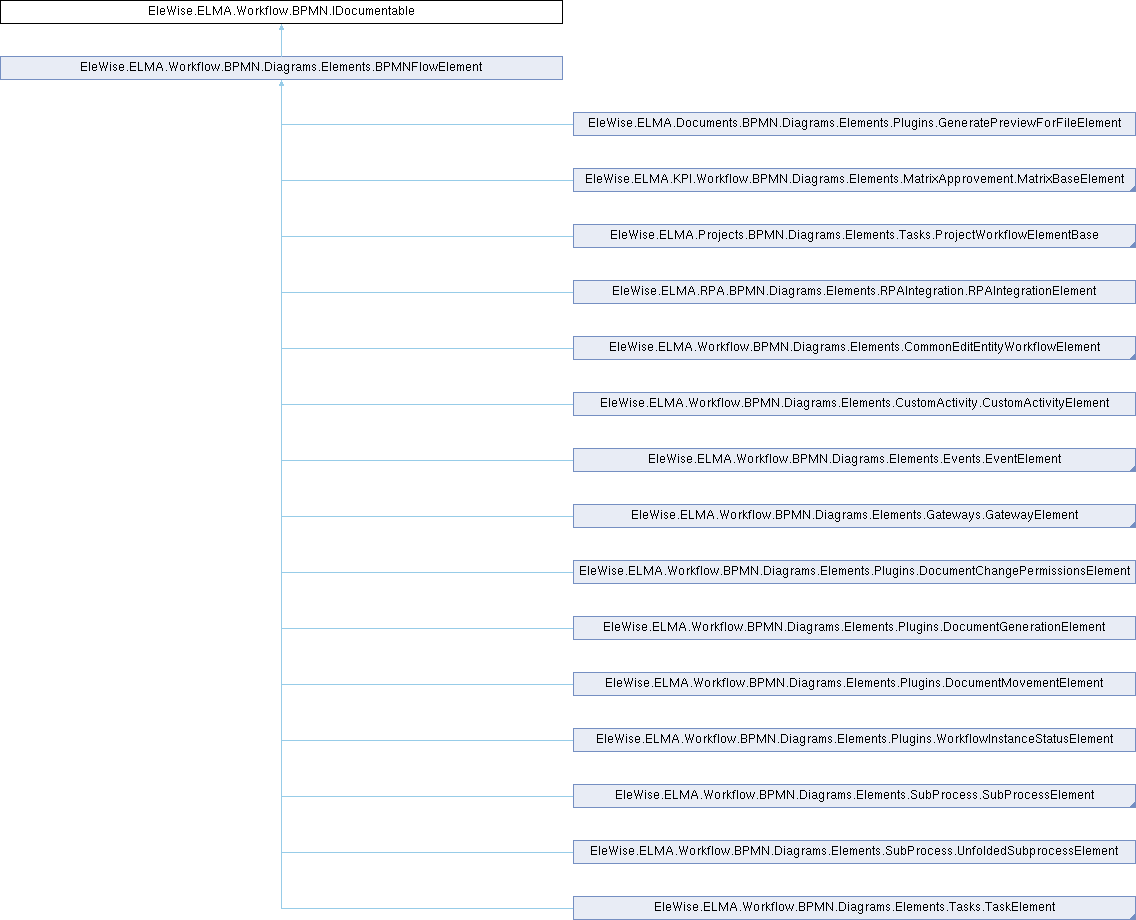 EleWise.ELMA.Workflow.BPMN.IDocumentable
EleWise.ELMA.Workflow.BPMN.Diagrams.Elements.BPMNFlowElement
EleWise.ELMA.Documents.BPMN.Diagrams.Elements.Plugins.GeneratePreviewForFileElement
EleWise.ELMA.KPI.Workflow.BPMN.Diagrams.Elements.MatrixApprovement.MatrixBaseElement
EleWise.ELMA.Projects.BPMN.Diagrams.Elements.Tasks.ProjectWorkflowElementBase
EleWise.ELMA.RPA.BPMN.Diagrams.Elements.RPAIntegration.RPAIntegrationElement
EleWise.ELMA.Workflow.BPMN.Diagrams.Elements.CommonEditEntityWorkflowElement
EleWise.ELMA.Workflow.BPMN.Diagrams.Elements.CustomActivity.CustomActivityElement
EleWise.ELMA.Workflow.BPMN.Diagrams.Elements.Events.EventElement
EleWise.ELMA.Workflow.BPMN.Diagrams.Elements.Gateways.GatewayElement
EleWise.ELMA.Workflow.BPMN.Diagrams.Elements.Plugins.DocumentChangePermissionsElement
EleWise.ELMA.Workflow.BPMN.Diagrams.Elements.Plugins.DocumentGenerationElement
EleWise.ELMA.Workflow.BPMN.Diagrams.Elements.Plugins.DocumentMovementElement
EleWise.ELMA.Workflow.BPMN.Diagrams.Elements.Plugins.WorkflowInstanceStatusElement
EleWise.ELMA.Workflow.BPMN.Diagrams.Elements.SubProcess.SubProcessElement
EleWise.ELMA.Workflow.BPMN.Diagrams.Elements.SubProcess.UnfoldedSubprocessElement
EleWise.ELMA.Workflow.BPMN.Diagrams.Elements.Tasks.TaskElement